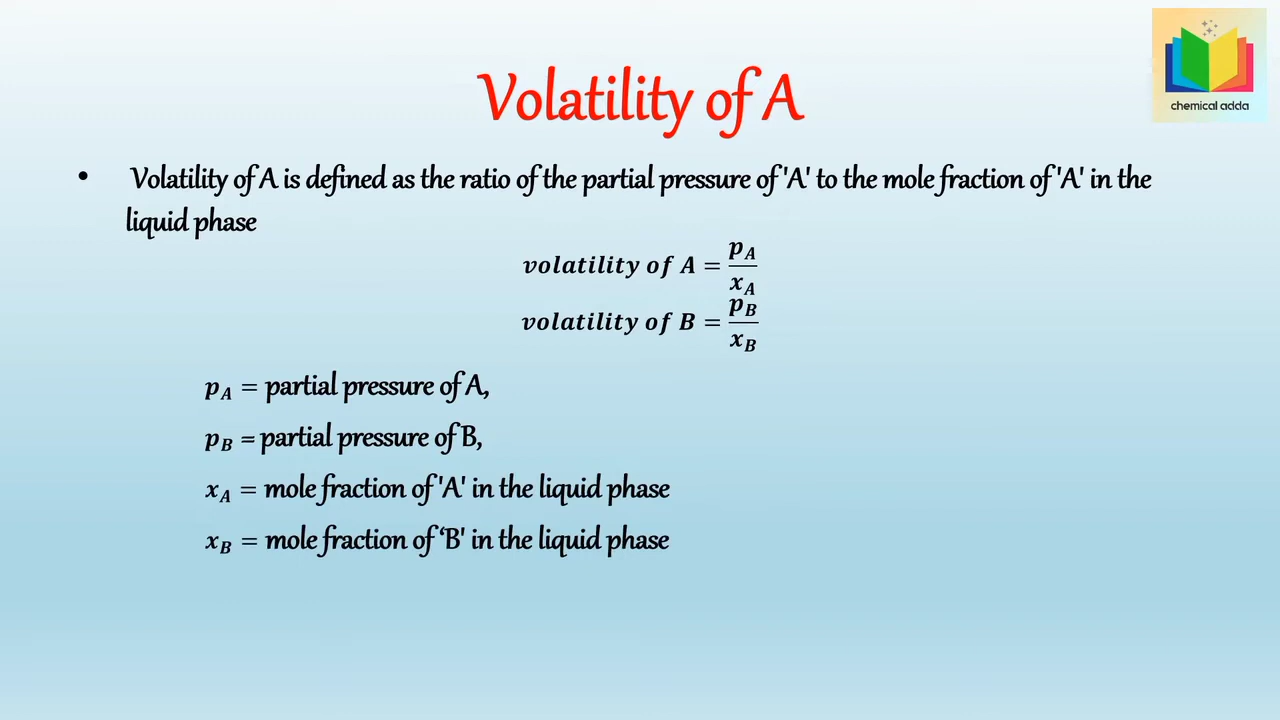 chemical adda
Volatility of A
• Volatility of A is defined as the ratio of the partial pressure of 'A' to the mole fraction of 'A' in the
liquid phase
volatility of A = p_A / x_A
volatility of B = p_B / x_B
p_A = partial pressure of A,
p_B = partial pressure of B,
x_A = mole fraction of 'A' in the liquid phase
x_B = mole fraction of ‘B' in the liquid phase